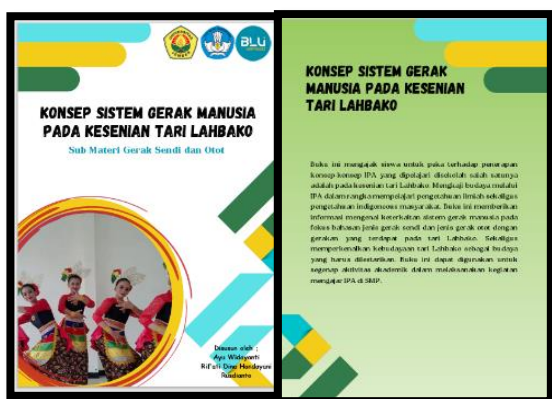 BLU
KONSEP SISTEM GERAK MANUSIA
PADA KESENIAN TARI LAHBAKO
Sub Materi Gerak Sendi dan Otot
Disusun oleh :
Ayu Widayanti
Rif'ati Dina Handayani
Rusdianto
KONSEP SISTEM GERAK
MANUSIA PADA KESENIAN
TARI LAHBAKO
Buku ini mengajak siswa untuk peka terhadap penerapan
konsep-konsep IPA yang dipelajari disekolah salah satunya
adalah pada kesenian tari Lahbako. Mengkaji budaya melalui
IPA dalam rangka mempelajari pengetahuan ilmiah sekaligus
pengetahuan indigenoues masyarakat. Buku ini memberikan
informasi mengenai keterkaitan sistem gerak manusia pada
fokus bahasan jenis gerak sendi dan jenis gerak otot dengan
gerakan yang terdapat pada tari Lahbako. Sekaligus
memperkenalkan kebudayaan tari Lahbako sebagai budaya
yang harus dilestarikan. Buku ini dapat digunakan untuk
segenap aktivitas akademik dalam melaksanakan kegiatan
mengajar IPA di SMP.